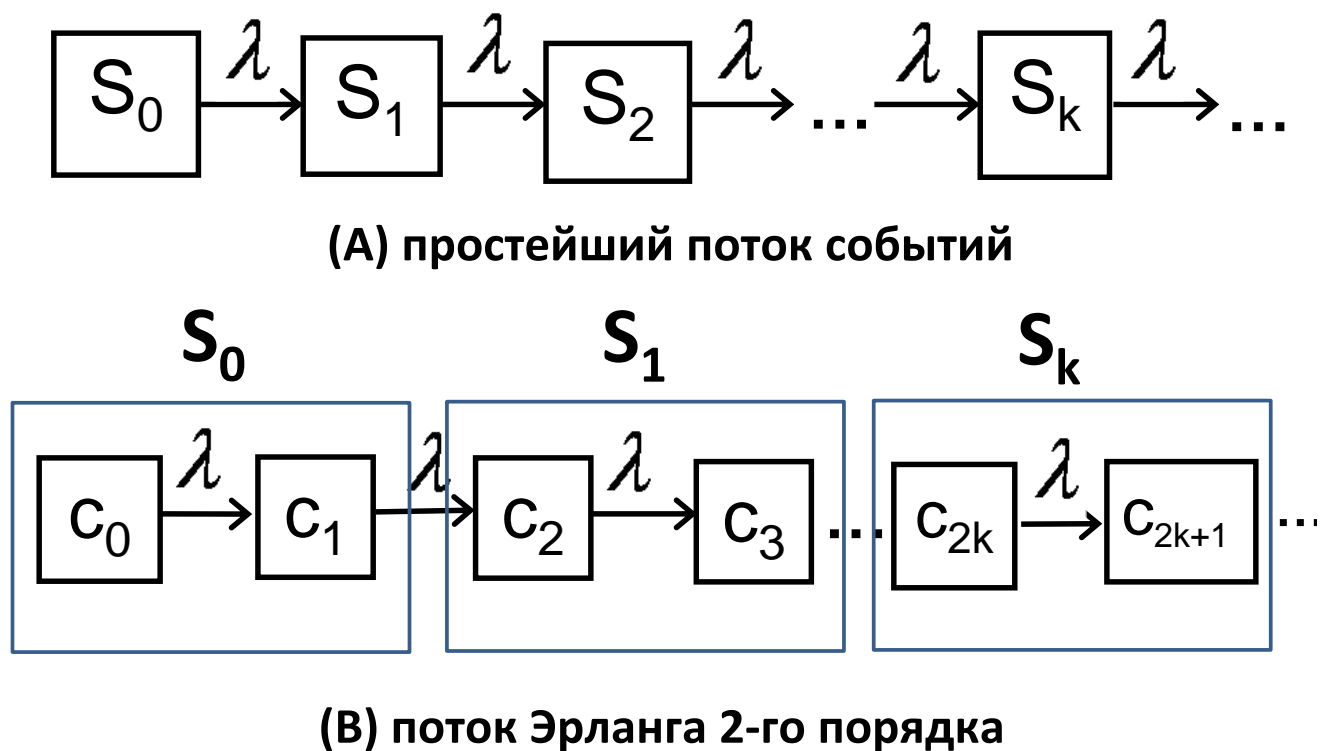 λ λ λ λ λ
S₀ S₁ S₂ ... Sₖ ...
(A) простейший поток событий
S₀ S₁ Sₖ
λ λ λ λ
c₀ c₁ c₂ c₃ ... c₂ₖ c₂ₖ₊₁ ...
(B) поток Эрланга 2-го порядка